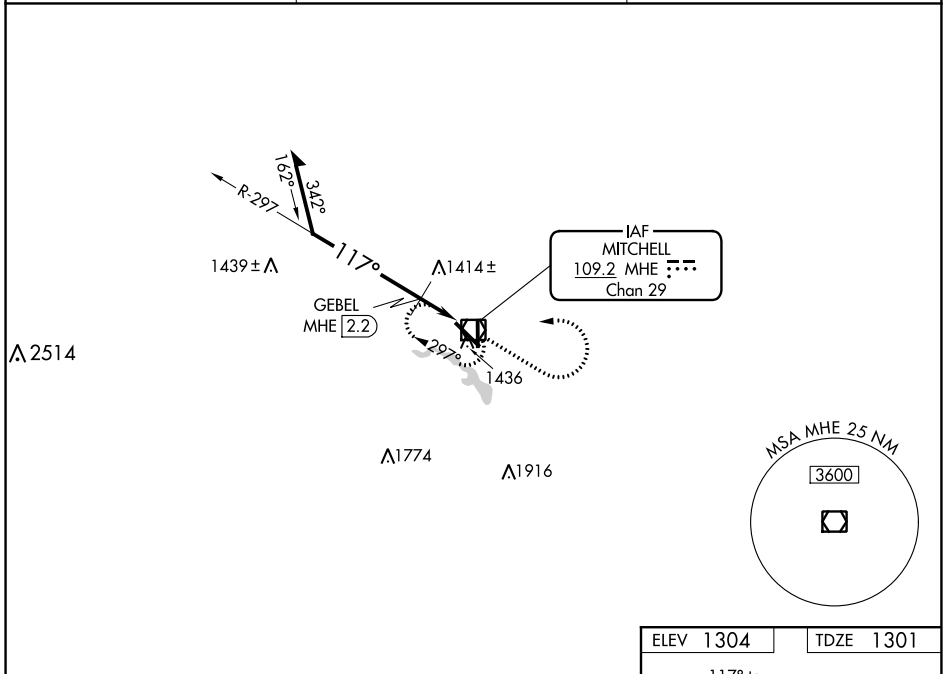 162°
342°
R-297
117°
1439 ±
1414 ±
IAF
MITCHELL
109.2 MHE
Chan 29
GEBEL
MHE 2.2
297°
2514
1436
1774
1916
MSA MHE 25 NM
3600
ELEV 1304
TDZE 1301